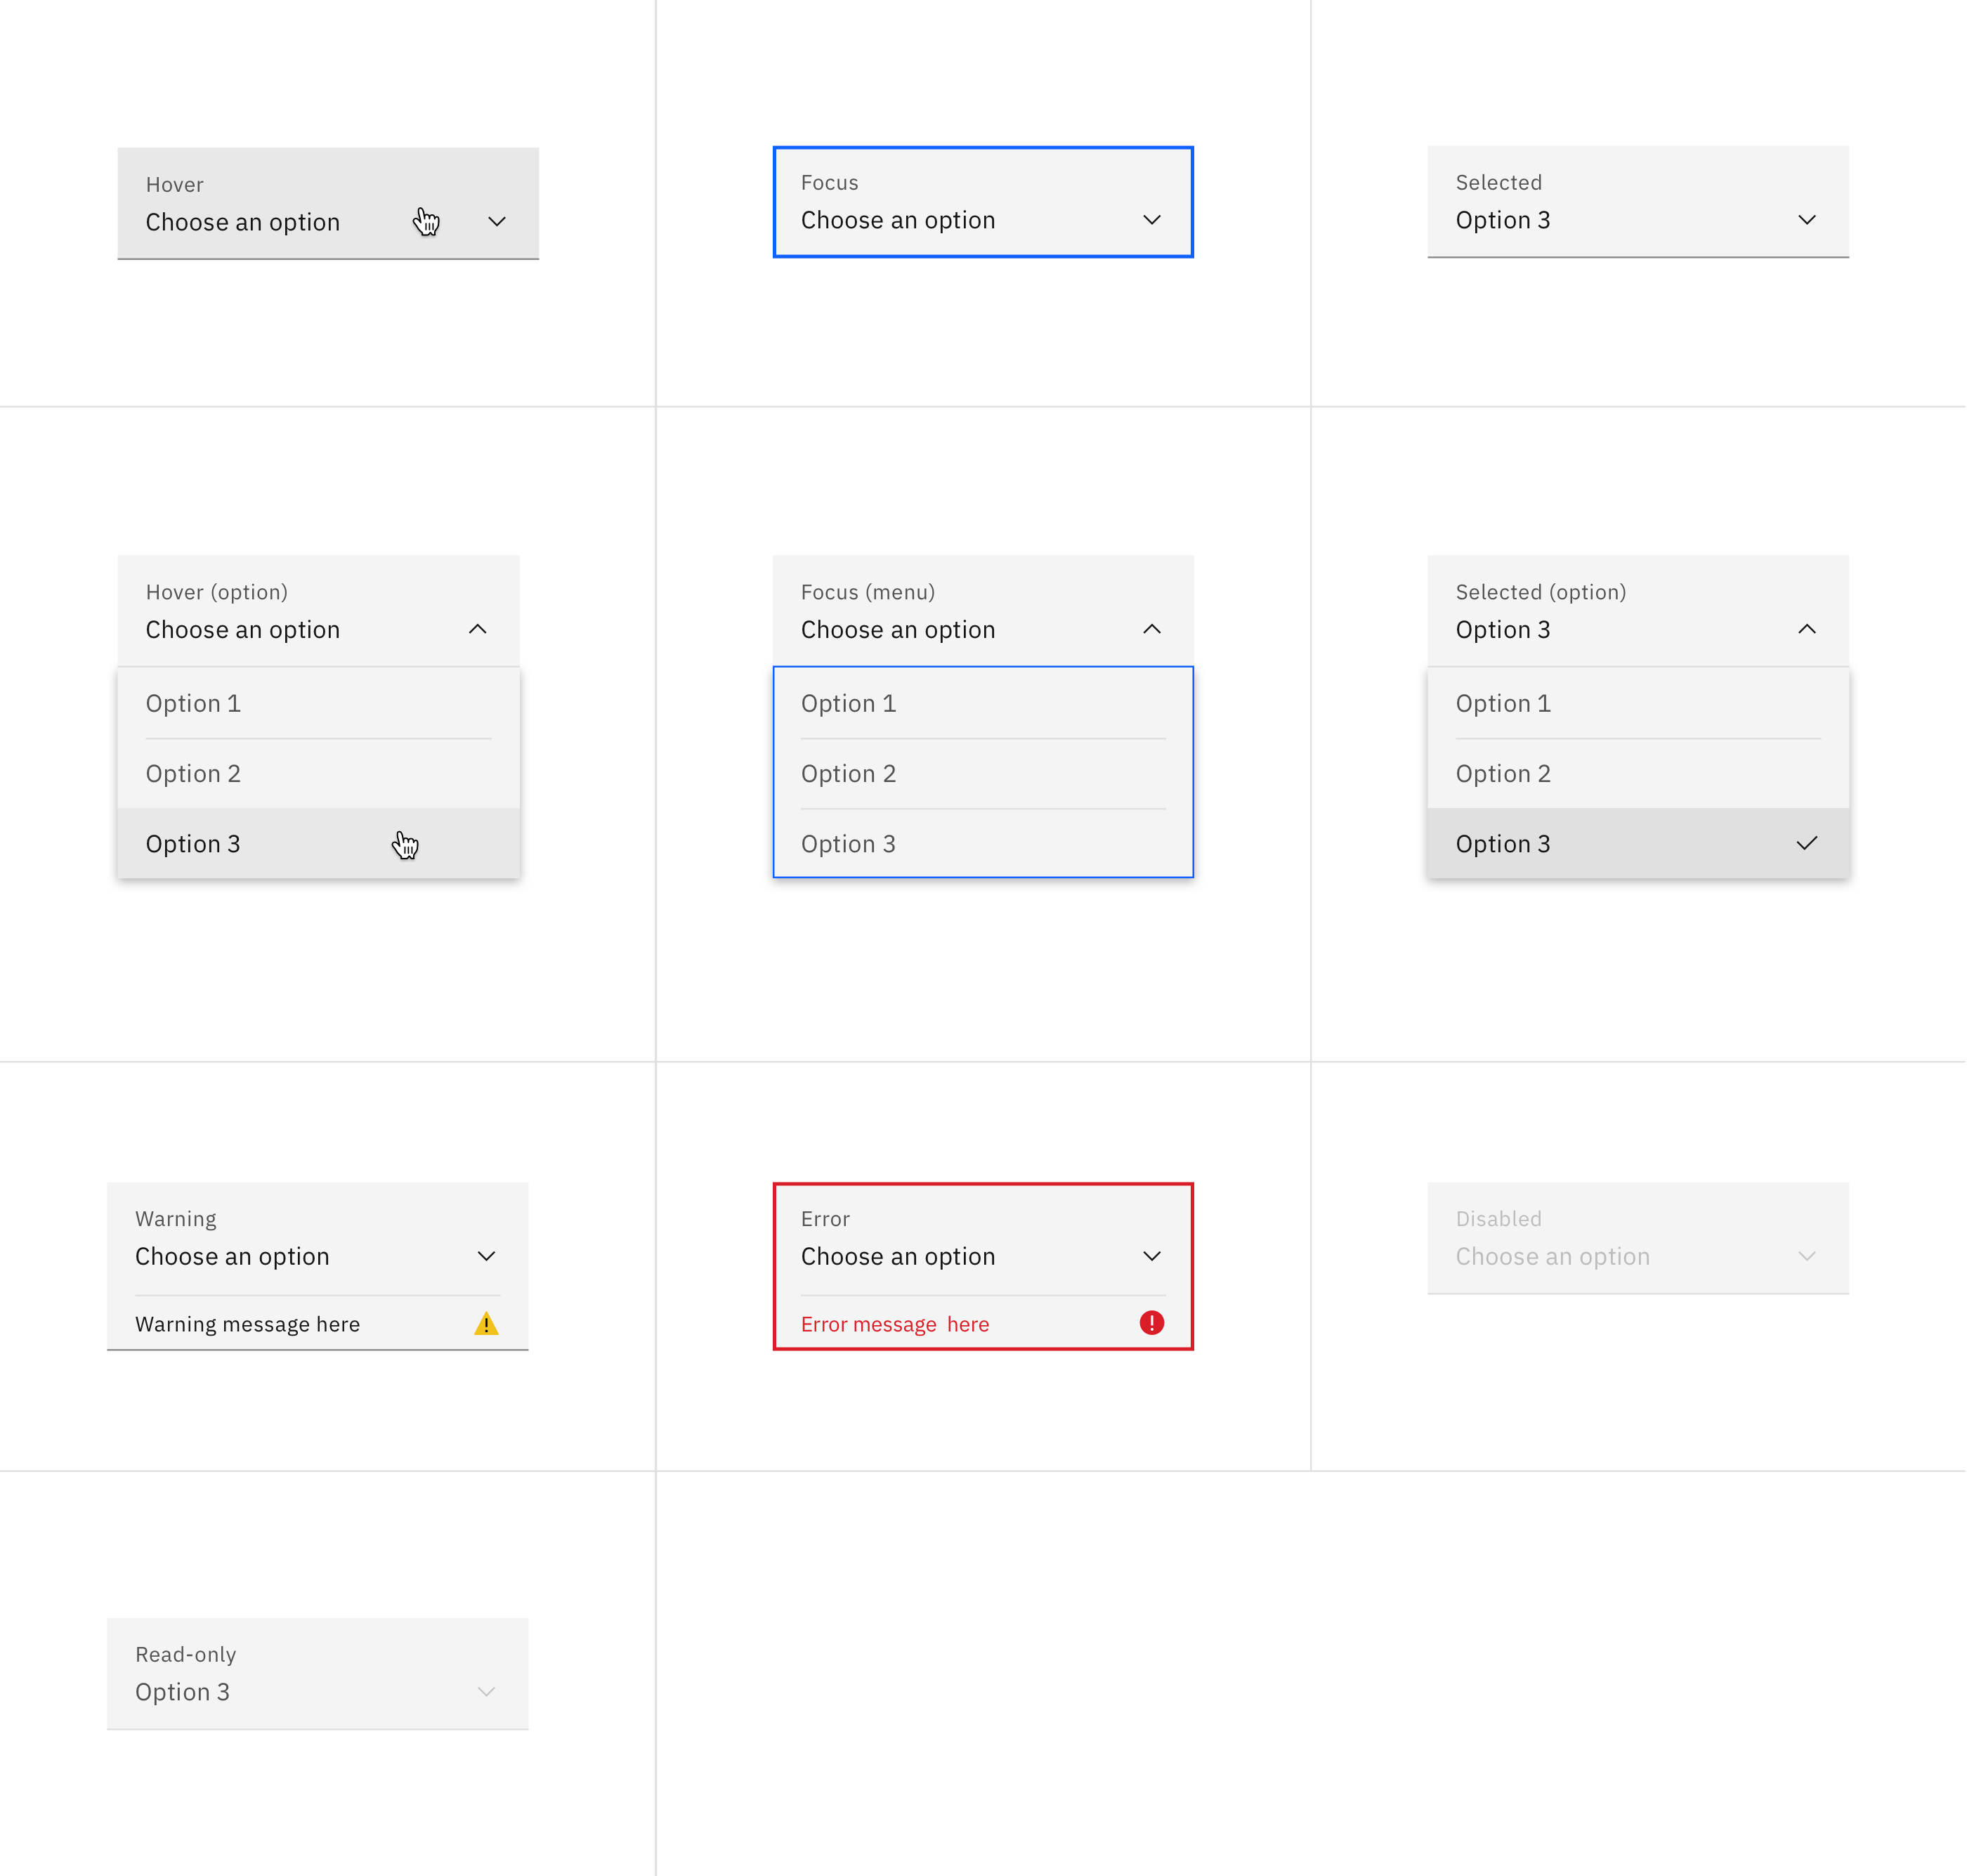 Hover
Choose an option
Focus
Choose an option
Selected
Option 3
Hover (option)
Choose an option
Option 1
Option 2
Option 3
Focus (menu)
Choose an option
Option 1
Option 2
Option 3
Selected (option)
Option 3
Option 1
Option 2
Option 3
Warning
Choose an option
Warning message here
Error
Choose an option
Error message  here
Disabled
Choose an option
Read-only
Option 3